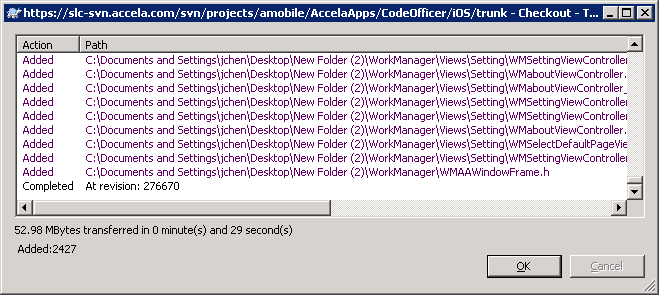 https://slc-svn.accela.com/svn/projects/amobile/AccelaApps/CodeOfficer/iOS/trunk - Checkout - T...
Action Path
Added C:\Documents and Settings\jchen\Desktop\New Folder (2)\WorkManager\Views\Setting\WMSettingViewController
Added C:\Documents and Settings\jchen\Desktop\New Folder (2)\WorkManager\Views\Setting\WMaboutViewController.
Added C:\Documents and Settings\jchen\Desktop\New Folder (2)\WorkManager\Views\Setting\WMaboutViewController_
Added C:\Documents and Settings\jchen\Desktop\New Folder (2)\WorkManager\Views\Setting\WMSettingViewController
Added C:\Documents and Settings\jchen\Desktop\New Folder (2)\WorkManager\Views\Setting\WMaboutViewController_
Added C:\Documents and Settings\jchen\Desktop\New Folder (2)\WorkManager\Views\Setting\WMaboutViewController.
Added C:\Documents and Settings\jchen\Desktop\New Folder (2)\WorkManager\Views\Setting\WMSelectDefaultPageVie
Added C:\Documents and Settings\jchen\Desktop\New Folder (2)\WorkManager\Views\Setting\WMSettingViewController
Added C:\Documents and Settings\jchen\Desktop\New Folder (2)\WorkManager\WMAAWindowFrame.h
Completed At revision: 276670
52.98 MBytes transferred in 0 minute(s) and 29 second(s)
Added:2427
OK Cancel